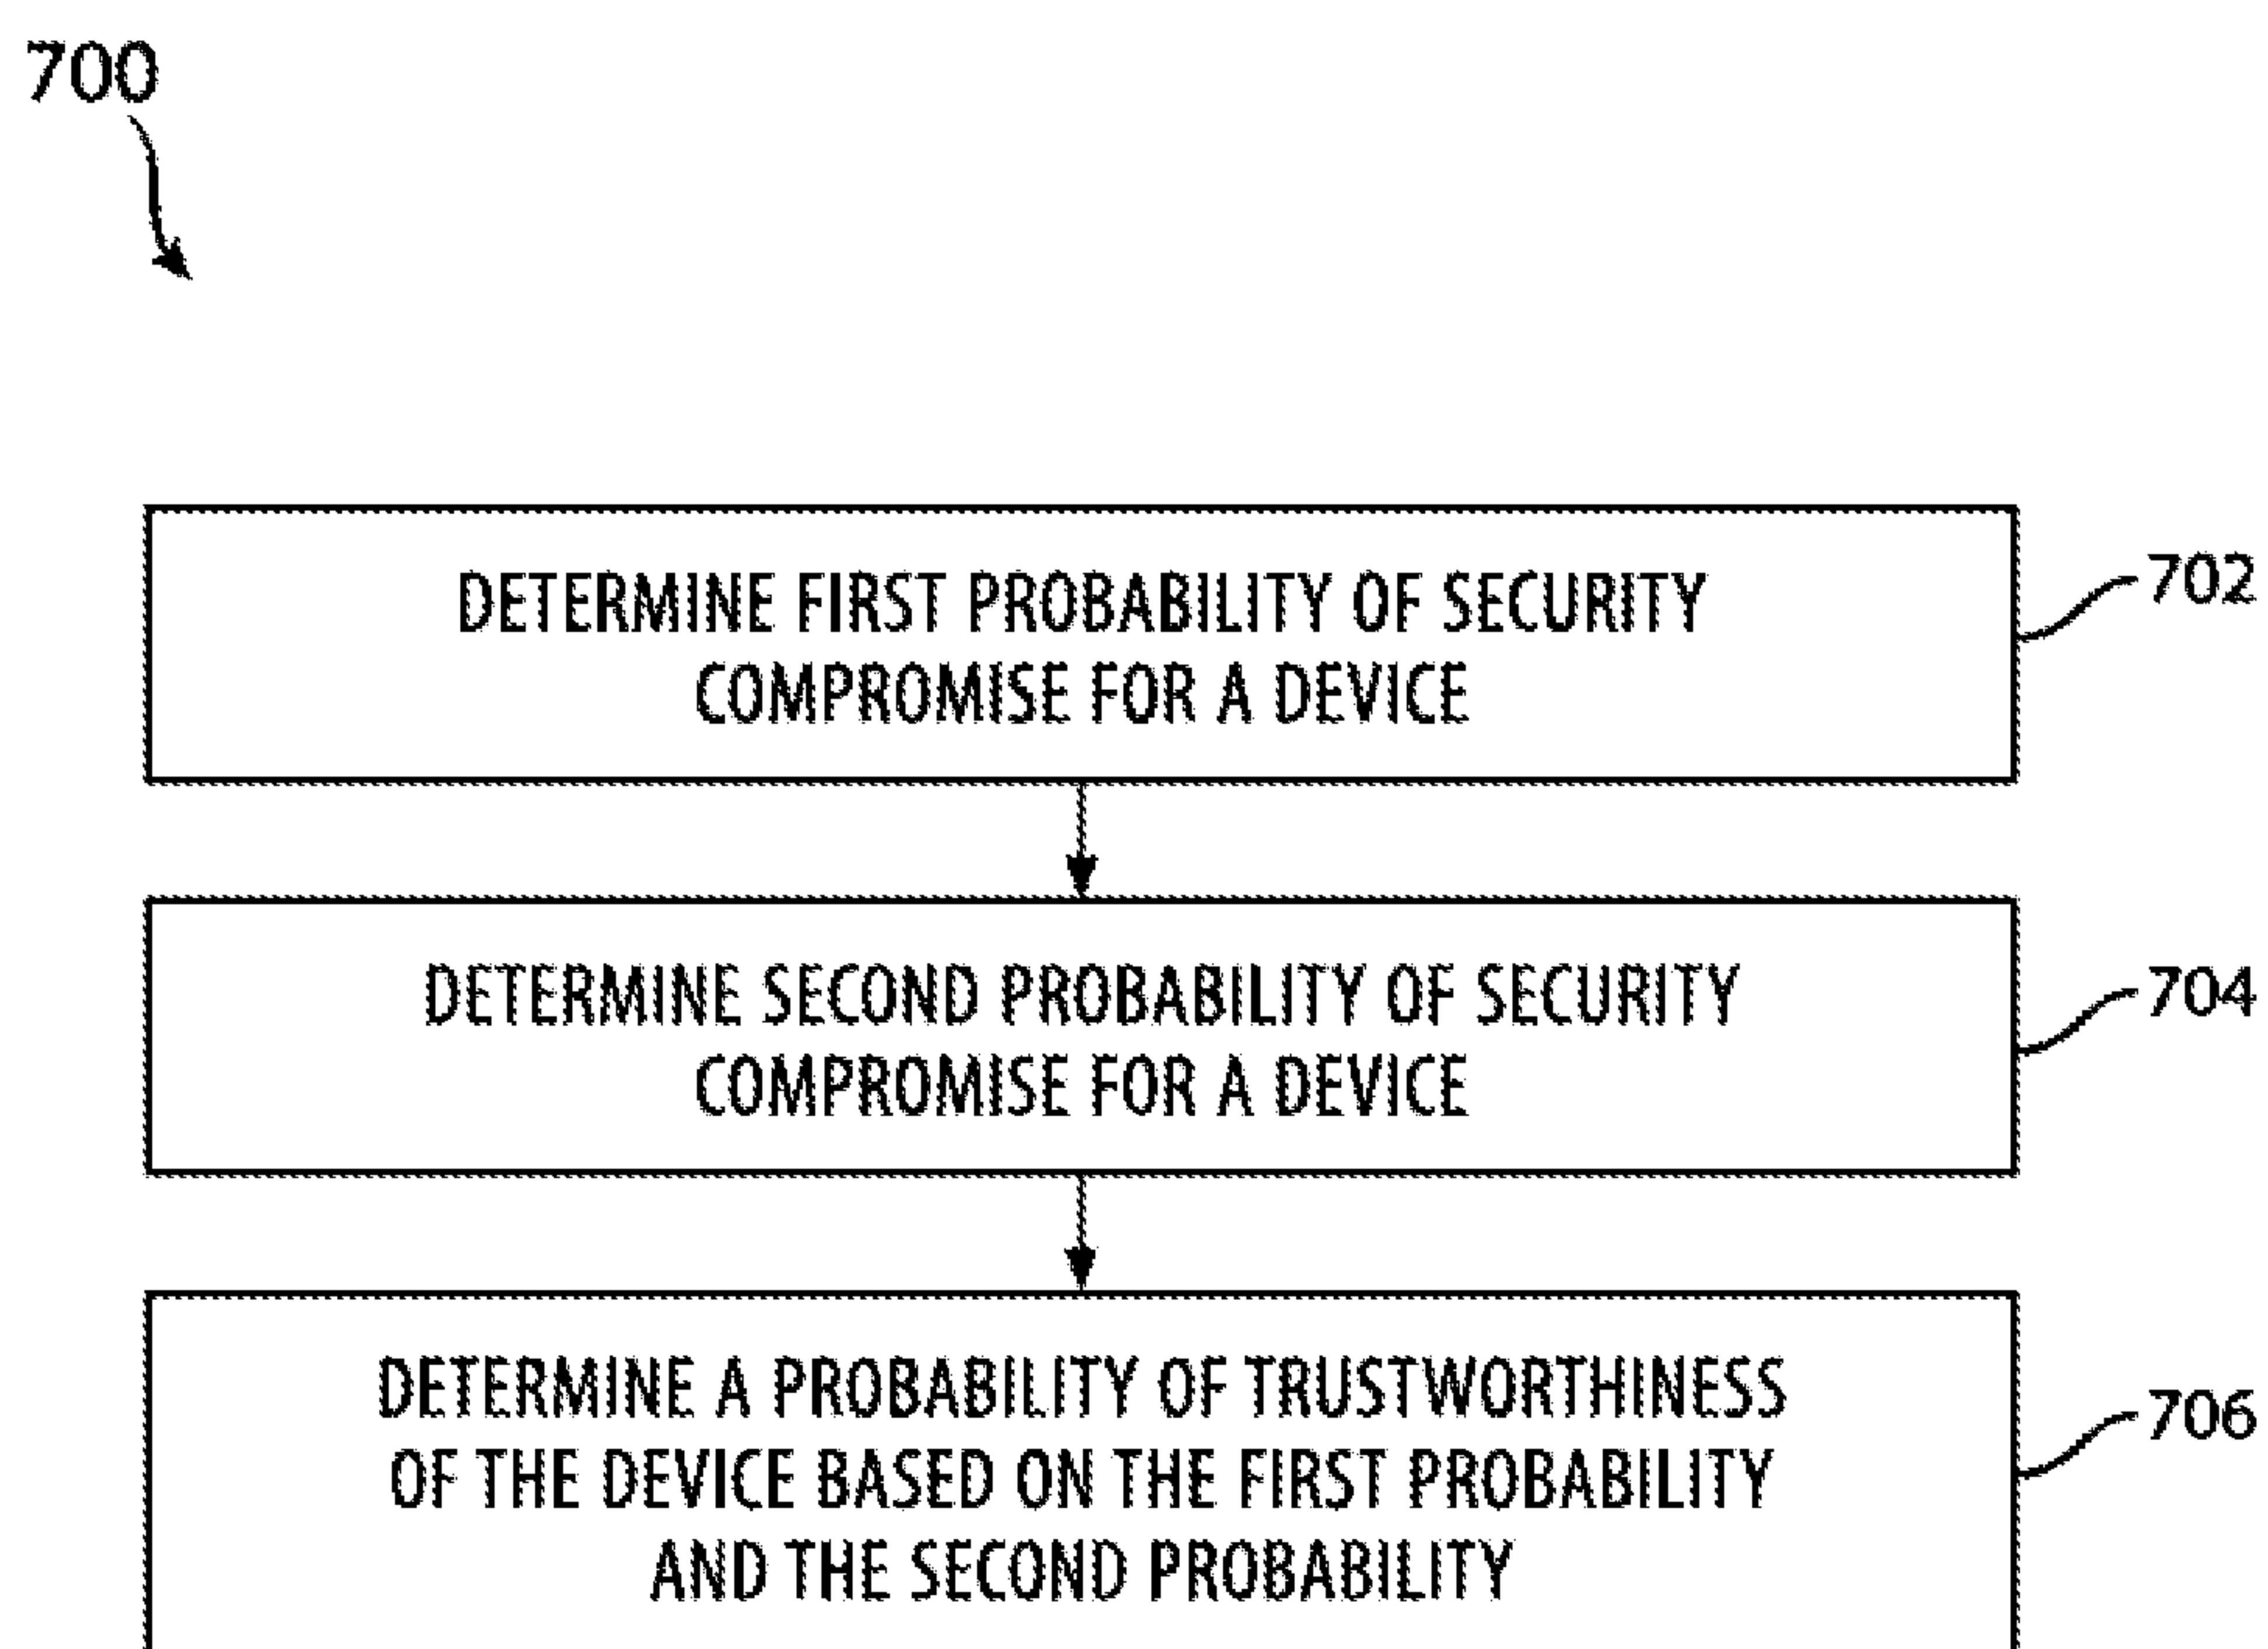 700
DETERMINE FIRST PROBABILITY OF SECURITY
COMPROMISE FOR A DEVICE
702
DETERMINE SECOND PROBABILITY OF SECURITY
COMPROMISE FOR A DEVICE
704
DETERMINE A PROBABILITY OF TRUSTWORTHINESS
OF THE DEVICE BASED ON THE FIRST PROBABILITY
AND THE SECOND PROBABILITY
706